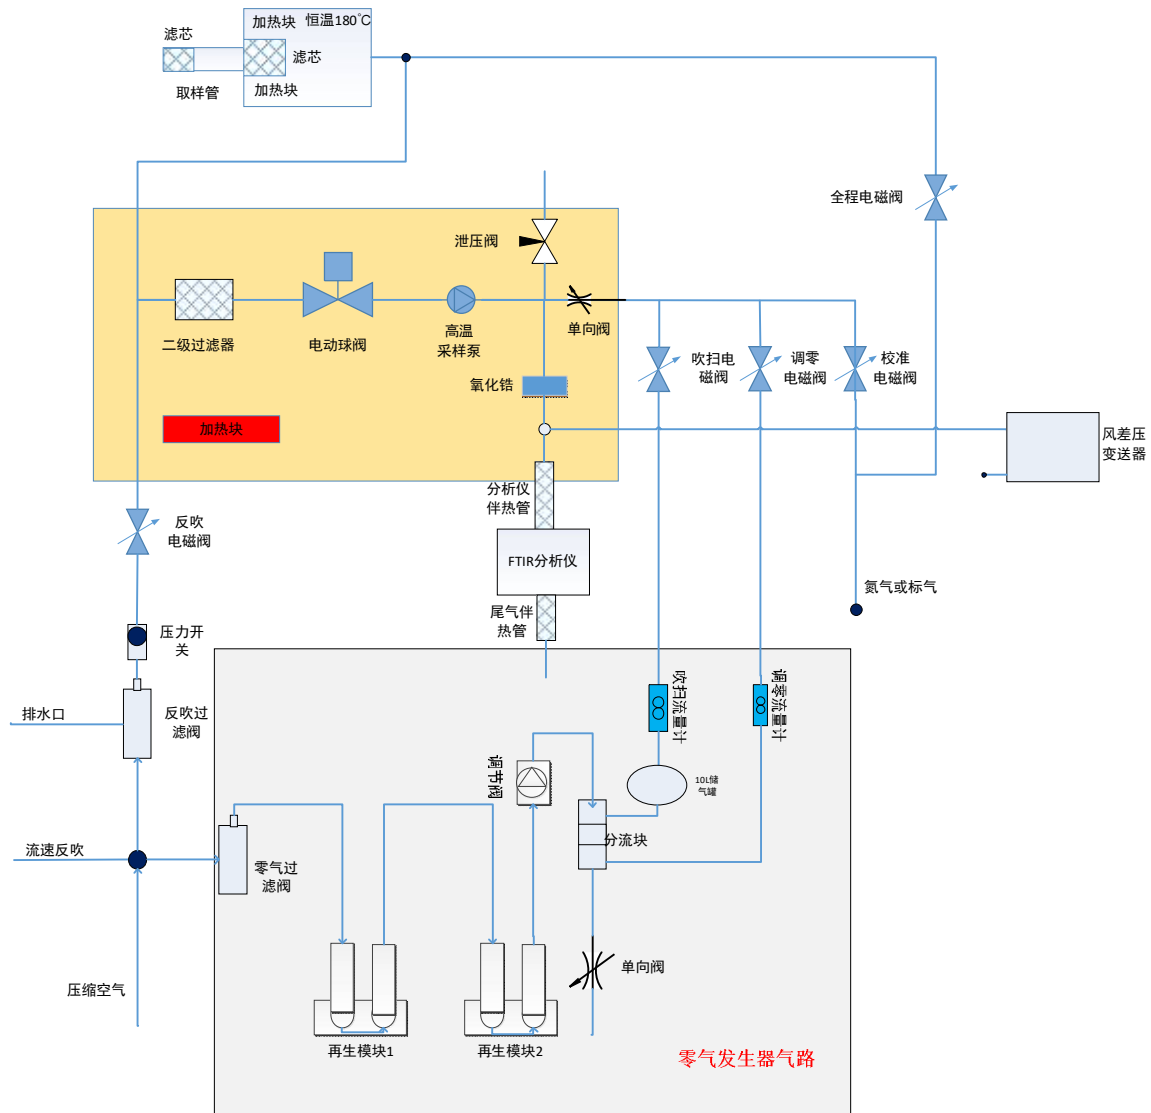 加热块 恒温180℃
滤芯
滤芯
加热块
取样管
全程电磁阀
泄压阀
二级过滤器
电动球阀
高温
采样泵
单向阀
吹扫电
磁阀
调零
电磁阀
校准
电磁阀
氧化锆
加热块
风差压
变送器
分析仪
伴热管
反吹
电磁阀
FTIR分析仪
氮气或标气
尾气伴
热管
压力开
关
排水口
反吹过
滤阀
吹扫流量计
调零流量计
调节阀
10L储
气罐
分流块
流速反吹
零气过
滤阀
单向阀
压缩空气
再生模块1
再生模块2
零气发生器气路